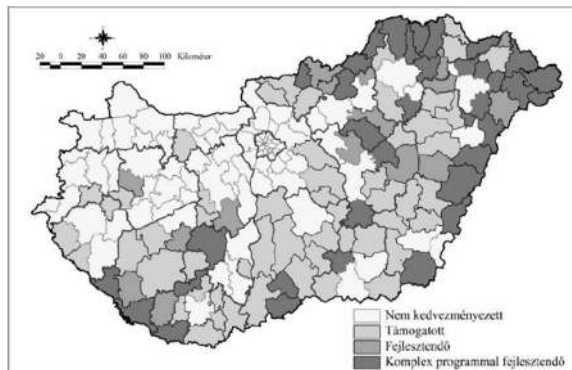 20 0 20 40 60 80 100 Kilométer
Nem kedvezményezett
Támogatott
Fejlesztendő
Komplex programmal fejlesztendő